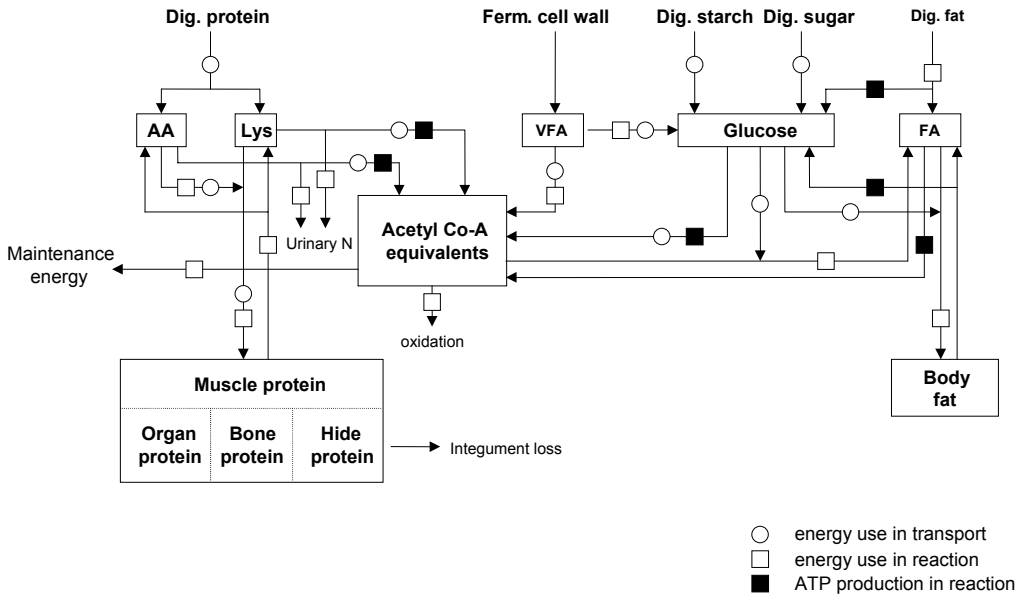 Dig. protein
Ferm. cell wall
Dig. starch
Dig. sugar
Dig. fat
AA
Lys
VFA
Glucose
FA
Urinary N
Acetyl Co-A
equivalents
Maintenance
energy
oxidation
Muscle protein
Organ
protein
Bone
protein
Hide
protein
Integument loss
Body
fat
energy use in transport
energy use in reaction
ATP production in reaction